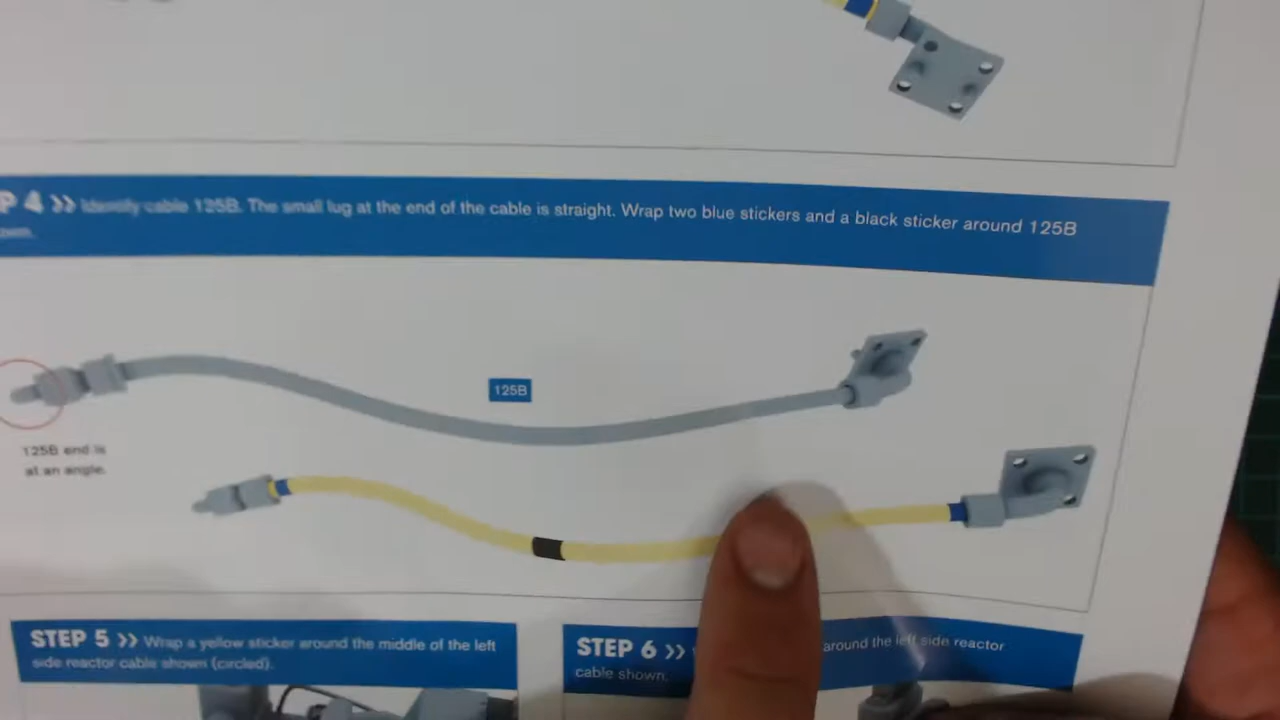 P 4 >> Identify cable 125B. The small lug at the end of the cable is straight. Wrap two blue stickers and a black sticker around 125B
125B
125B end is
at an angle.
STEP 5 >> Wrap a yellow sticker around the middle of the left
side reactor cable shown (circled).
STEP 6 >> around the left side reactor
cable shown.